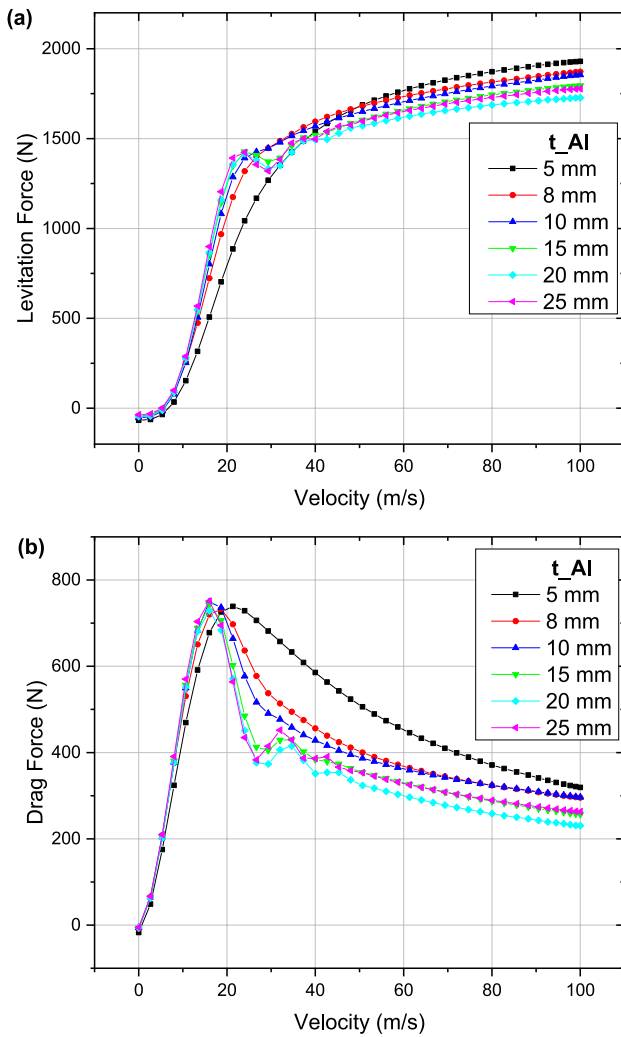 (a)
2000
1500
1000
500
0
Levitation Force (N)
t_Al
5 mm
8 mm
10 mm
15 mm
20 mm
25 mm
0 20 40 60 80 100
Velocity (m/s)
(b)
800
600
400
200
0
Drag Force (N)
t_Al
5 mm
8 mm
10 mm
15 mm
20 mm
25 mm
0 20 40 60 80 100
Velocity (m/s)